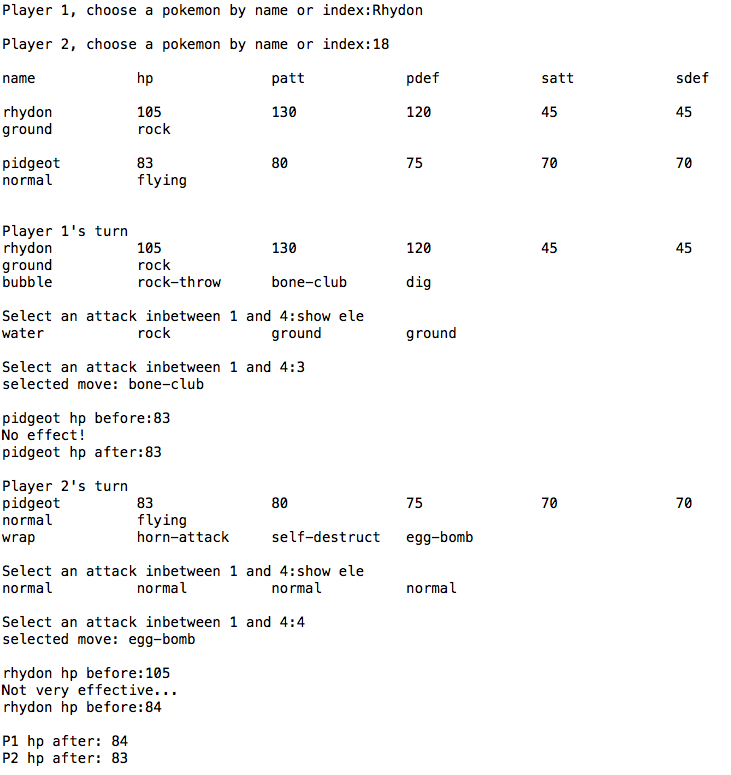 Player 1, choose a pokemon by name or index:Rhydon
Player 2, choose a pokemon by name or index:18
name hp patt pdef satt sdef
rhydon 105 130 120 45 45
ground rock
pidgeot 83 80 75 70 70
normal flying
Player 1's turn
rhydon 105 130 120 45 45
ground rock
bubble rock-throw bone-club dig
Select an attack inbetween 1 and 4:show ele
water rock ground ground
Select an attack inbetween 1 and 4:3
selected move: bone-club
pidgeot hp before:83
No effect!
pidgeot hp after:83
Player 2's turn
pidgeot 83 80 75 70 70
normal flying
wrap horn-attack self-destruct egg-bomb
Select an attack inbetween 1 and 4:show ele
normal normal normal normal
Select an attack inbetween 1 and 4:4
selected move: egg-bomb
rhydon hp before:105
Not very effective...
rhydon hp before:84
P1 hp after: 84
P2 hp after: 83